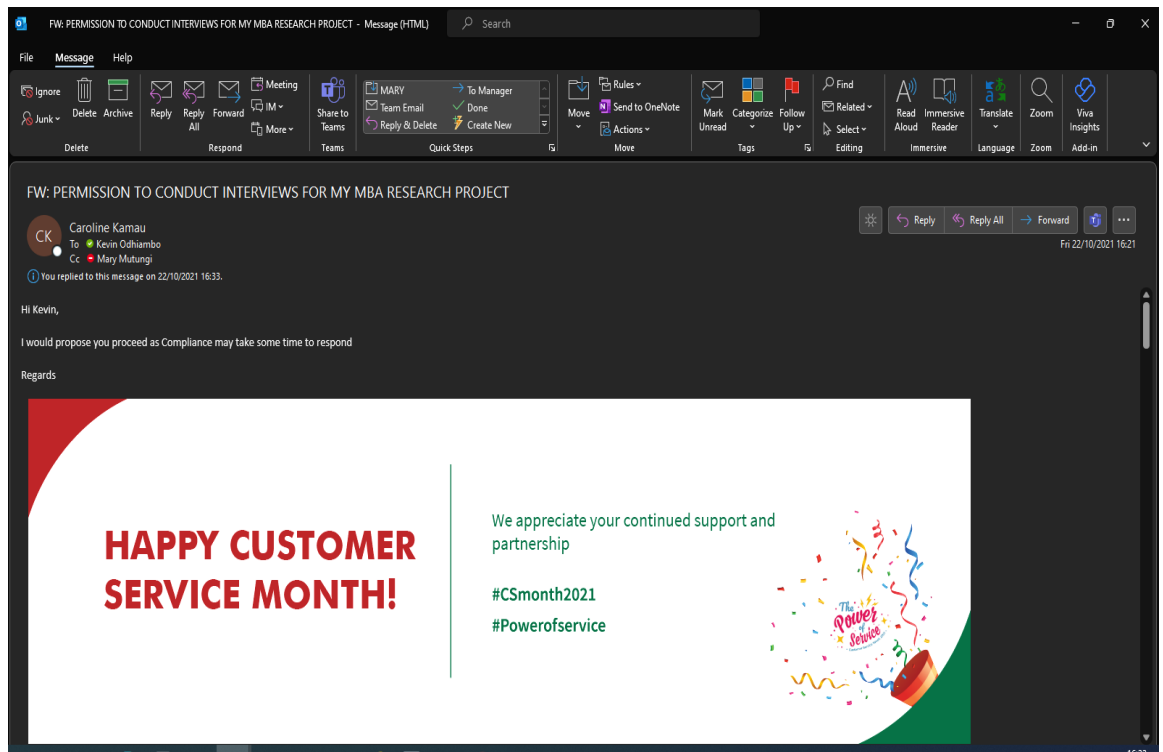 FW: PERMISSION TO CONDUCT INTERVIEWS FOR MY MBA RESEARCH PROJECT - Message (HTML)
Search
File Message Help
Ignore
Junk
Delete
Archive
Delete
Reply
Reply All
Forward
Meeting
IM
More
Respond
Share to Teams
Teams
MARY
To Manager
Team Email
Done
Reply & Delete
Create New
Quick Steps
Move
Rules
Send to OneNote
Actions
Move
Mark Unread
Categorize
Follow Up
Tags
Find
Related
Select
Editing
Read Aloud
Immersive Reader
Immersive
Translate
Language
Zoom
Zoom
Viva Insights
Add-in
FW: PERMISSION TO CONDUCT INTERVIEWS FOR MY MBA RESEARCH PROJECT
CK
Caroline Kamau
To Kevin Odhiambo
Cc Mary Mutungi
Reply Reply All Forward
Fri 22/10/2021 16:21
You replied to this message on 22/10/2021 16:33.
Hi Kevin,
I would propose you proceed as Compliance may take some time to respond
Regards
HAPPY CUSTOMER
SERVICE MONTH!
We appreciate your continued support and
partnership
#CSmonth2021
#Powerofservice
The
Power
of
Service